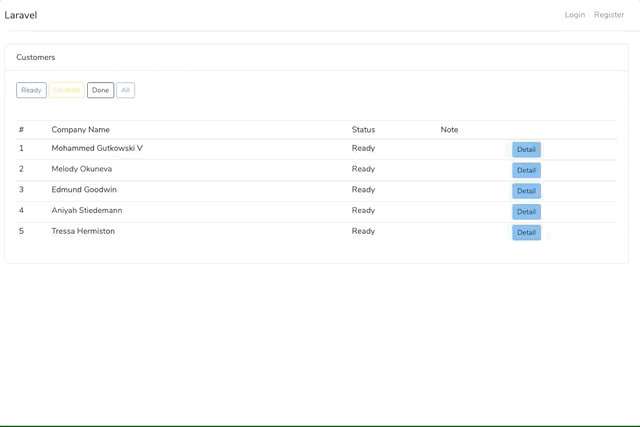 Laravel Login Register
Customers
Ready Done All
# Company Name Status Note
1 Mohammed Gutkowski V Ready Detail
2 Melody Okuneva Ready Detail
3 Edmund Goodwin Ready Detail
4 Aniyah Stiedemann Ready Detail
5 Tressa Hermiston Ready Detail